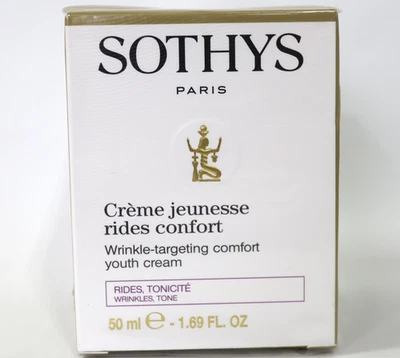 SOTHYS
PARIS
Crème jeunesse
rides confort
Wrinkle-targeting comfort
youth cream
RIDES, TONICITÉ
WRINKLES, TONE
50 ml ℮ - 1.69 FL. OZ